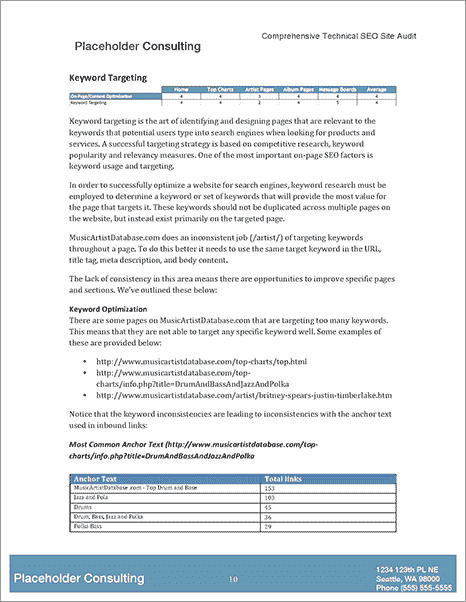 Comprehensive Technical SEO Site Audit
Placeholder Consulting
Keyword Targeting
Home Top Charts Artist Pages Album Pages Message Boards Average
On-Page/Content Optimization 4 4 3 4 4 4
Keyword Targeting 4 4 2 4 5 4
Keyword targeting is the art of identifying and designing pages that are relevant to the
keywords that potential users type into search engines when looking for products and
services. A successful targeting strategy is based on competitive research, keyword
popularity and relevancy measures. One of the most important on-page SEO factors is
keyword usage and targeting.
In order to successfully optimize a website for search engines, keyword research must be
employed to determine a keyword or set of keywords that will provide the most value for
the page that targets it. These keywords should not be duplicated across multiple pages on
the website, but instead exist primarily on the targeted page.
MusicArtistDatabase.com does an inconsistent job (/artist/) of targeting keywords
throughout a page. To do this better it needs to use the same target keyword in the URL,
title tag, meta description, and body content.
The lack of consistency in this area means there are opportunities to improve specific pages
and sections. We've outlined these below:
Keyword Optimization
There are some pages on MusicArtistDatabase.com that are targeting too many keywords.
This means that they are not able to target any specific keyword well. Some examples of
these are provided below:
• http://www.musicartistdatabase.com/top-charts/top.html
• http://www.musicartistdatabase.com/top-
charts/info.php?title=DrumAndBassAndJazzAndPolka
• http://www.musicartistdatabase.com/artist/britney-spears-justin-timberlake.htm
Notice that the keyword inconsistencies are leading to inconsistencies with the anchor text
used in inbound links:
Most Common Anchor Text (http://www.musicartistdatabase.com/top-
charts/info.php?title=DrumAndBassAndJazzAndPolka
Anchor Text Total links
MusicArtistDatabase.com - Top Drum and Bass 153
Jazz and Pola 103
Drums 45
Drum, Bass, Jazz and Polka 36
Polka Bass 29
Placeholder Consulting
10
1234 123th PL NE
Seattle, WA 98000
Phone (555) 555-5555